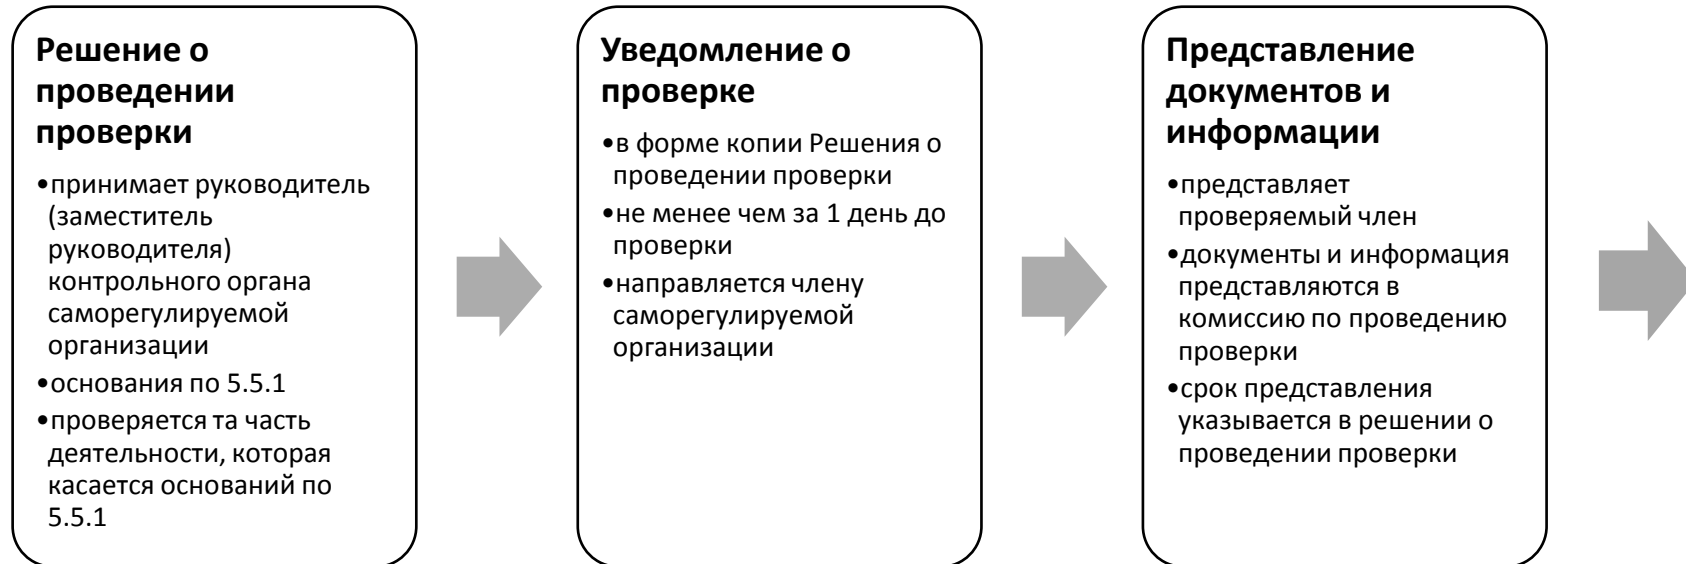 Решение о
проведении
проверки
•принимает руководитель
(заместитель
руководителя)
контрольного органа
саморегулируемой
организации
•основания по 5.5.1
•проверяется та часть
деятельности, которая
касается оснований по
5.5.1
Уведомление о
проверке
•в форме копии Решения о
проведении проверки
•не менее чем за 1 день до
проверки
•направляется члену
саморегулируемой
организации
Представление
документов и
информации
•представляет
проверяемый член
•документы и информация
представляются в
комиссию по проведению
проверки
•срок представления
указывается в решении о
проведении проверки